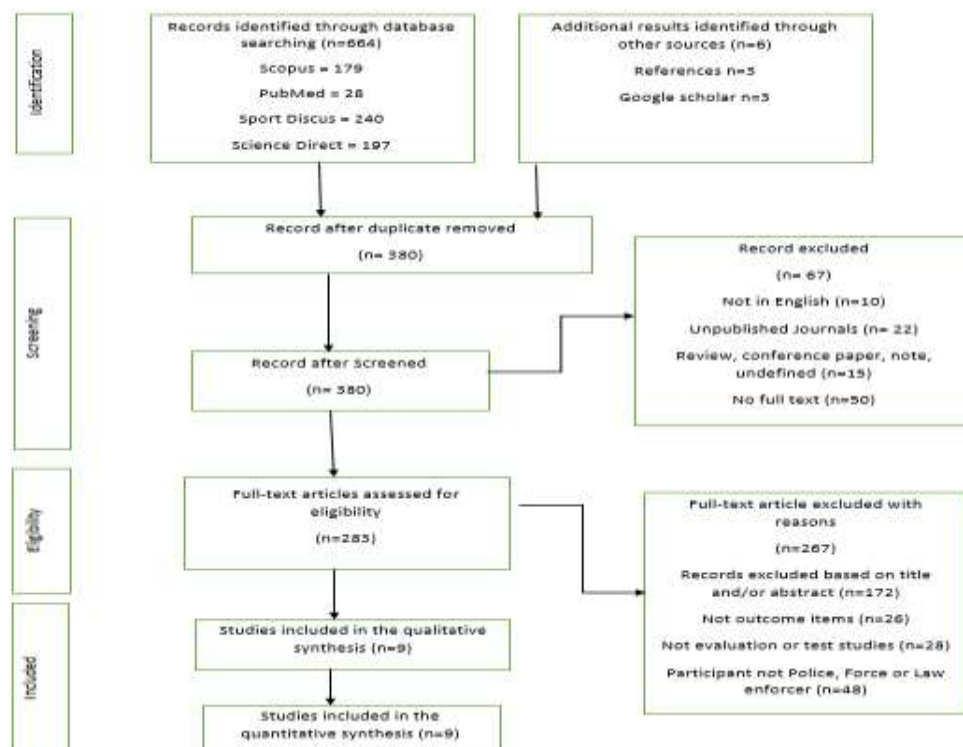 Identification
Records identified through database
searching (n=664)
Scopus = 179
PubMed = 28
Sport Discus = 240
Science Direct = 197
Additional results identified through
other sources (n=6)
References n=3
Google scholar n=3
Screening
Record after duplicate removed
(n= 380)
Record after Screened
(n= 380)
Record excluded
(n= 67)
Not in English (n=10)
Unpublished Journals (n= 22)
Review, conference paper, note,
undefined (n=15)
No full text (n=50)
Eligibility
Full-text articles assessed for
eligibility
(n=283)
Full-text article excluded with
reasons
(n=267)
Records excluded based on title
and/or abstract (n=172)
Not outcome items (n=26)
Not evaluation or test studies (n=28)
Participant not Police, Force or Law
enforcer (n=48)
Included
Studies included in the qualitative
synthesis (n=9)
Studies included in the
quantitative synthesis (n=9)